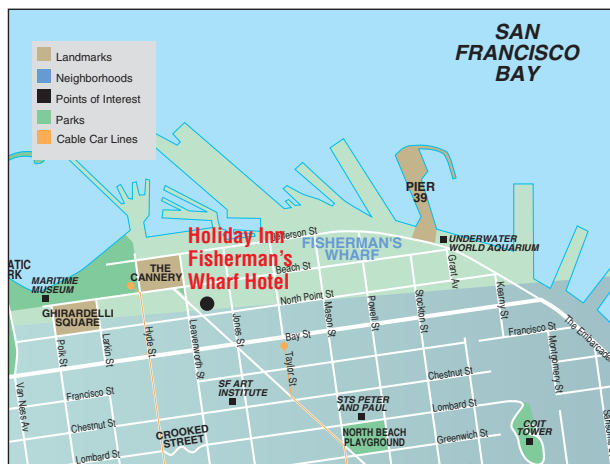 SAN
FRANCISCO
BAY
Landmarks
Neighborhoods
Points of Interest
Parks
Cable Car Lines
PIER
39
Holiday Inn
Fisherman's
Wharf Hotel
Jefferson St
FISHERMAN'S
WHARF
UNDERWATER
WORLD AQUARIUM
ATIC
RK
MARITIME
MUSEUM
THE
CANNERY
Beach St
Grant Av
GHIRARDELLI
SQUARE
North Point St
Mason St
Powell St
Stockton St
Kearny St
The Embarcadero
Polk St
Larkin St
Hyde St
Leavenworth St
Jones St
Bay St
Taylor St
Francisco St
Montgomery St
Van Ness Av
Francisco St
SF ART
INSTITUTE
STS PETER
AND PAUL
Chestnut St
Lombard St
Chestnut St
CROOKED
STREET
NORTH BEACH
PLAYGROUND
Greenwich St
COIT
TOWER
Lombard St